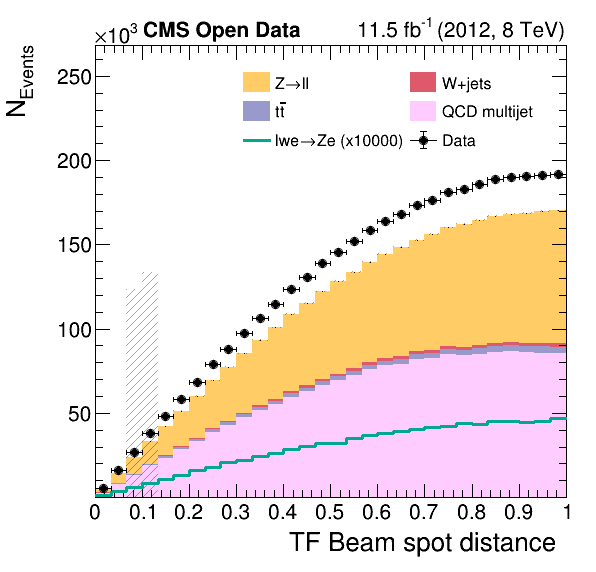 ×10³ CMS Open Data 11.5 fb⁻¹ (2012, 8 TeV)
N_Events
250
200
150
100
50
Z→ll W+jets
tt̄ QCD multijet
lwe→Ze (x10000) Data
0 0.1 0.2 0.3 0.4 0.5 0.6 0.7 0.8 0.9 1
TF Beam spot distance